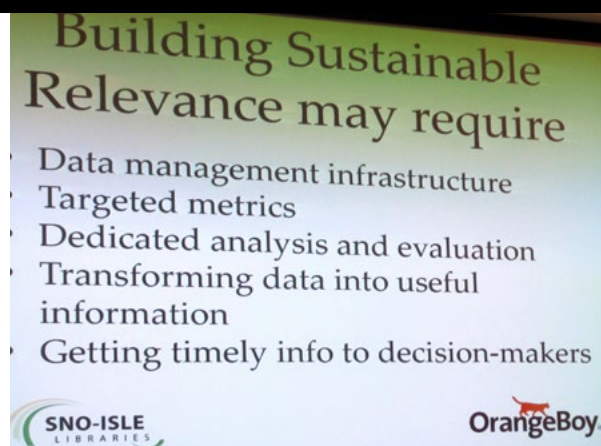 Building Sustainable
Relevance may require
Data management infrastructure
Targeted metrics
Dedicated analysis and evaluation
Transforming data into useful
information
Getting timely info to decision-makers
SNO-ISLE
LIBRARIES
OrangeBoy